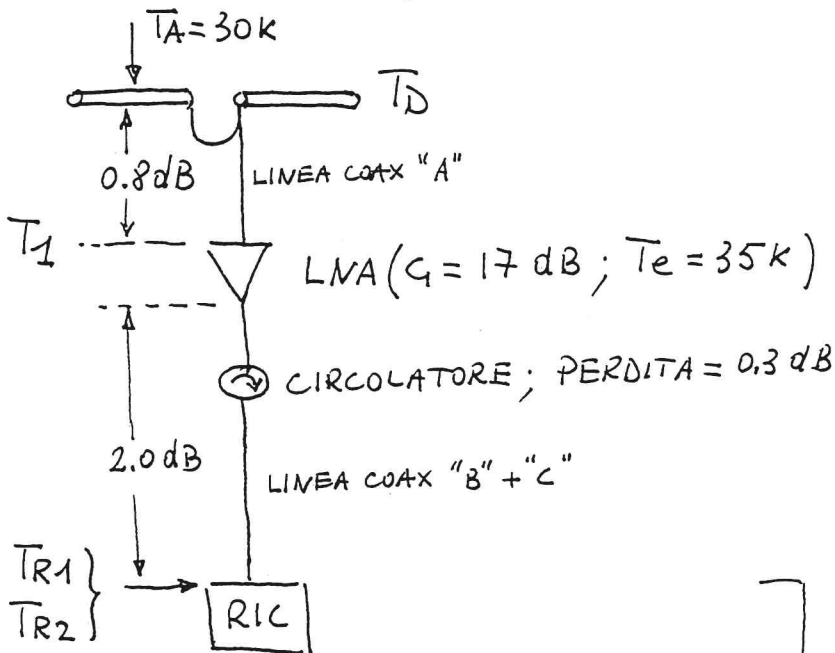 TA = 30K
TD
0.8dB
LINEA COAX "A"
T1
LNA (G = 17 dB ; Te = 35K)
CIRCOLATORE ; PERDITA = 0.3 dB
2.0 dB
LINEA COAX "B" + "C"
TR1
TR2
RIC